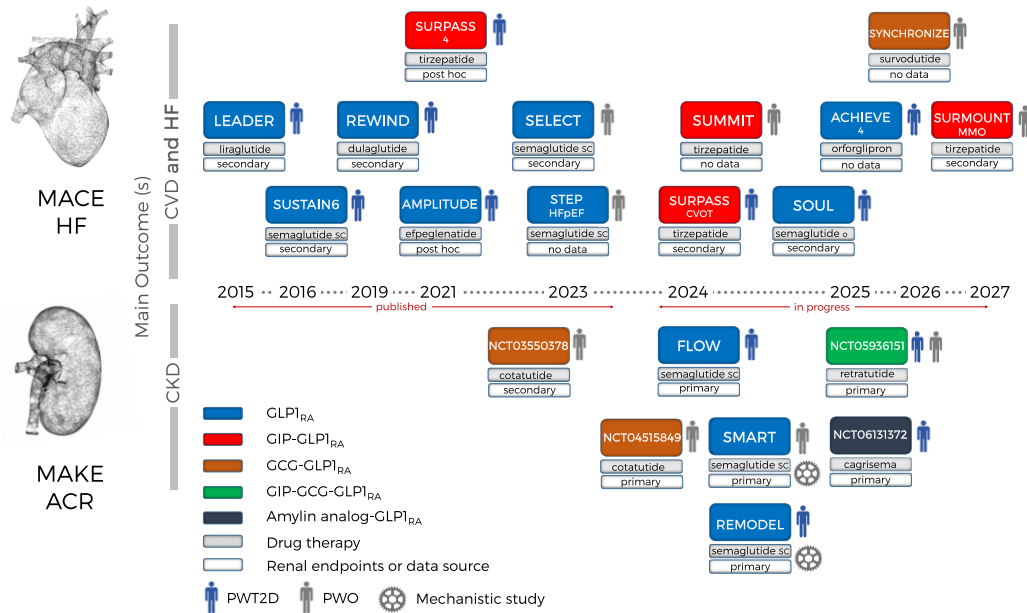 SURPASS
4
tirzepatide
post hoc
SYNCHRONIZE
survodutide
no data
LEADER
liraglutide
secondary
REWIND
dulaglutide
secondary
SELECT
semaglutide sc
secondary
SUMMIT
tirzepatide
no data
ACHIEVE
4
orforglipron
no data
SURMOUNT
MMO
tirzepatide
secondary
SUSTAIN6
semaglutide sc
secondary
AMPLITUDE
efpeglenatide
post hoc
STEP
HFpEF
semaglutide sc
no data
SURPASS
CVOT
tirzepatide
secondary
SOUL
semaglutide o
secondary
MACE
HF
Main Outcome (s)
CVD and HF
2015 2016 2019 2021 2023 2024 2025 2026 2027
published
in progress
CKD
MAKE
ACR
NCT03550378
cotatutide
secondary
FLOW
semaglutide sc
primary
NCT05936151
retratutide
primary
NCT04515849
cotatutide
primary
SMART
semaglutide sc
primary
NCT06131372
cagrisema
primary
REMODEL
semaglutide sc
primary
GLP1RA
GIP-GLP1RA
GCG-GLP1RA
GIP-GCG-GLP1RA
Amylin analog-GLP1RA
Drug therapy
Renal endpoints or data source
PWT2D PWO Mechanistic study